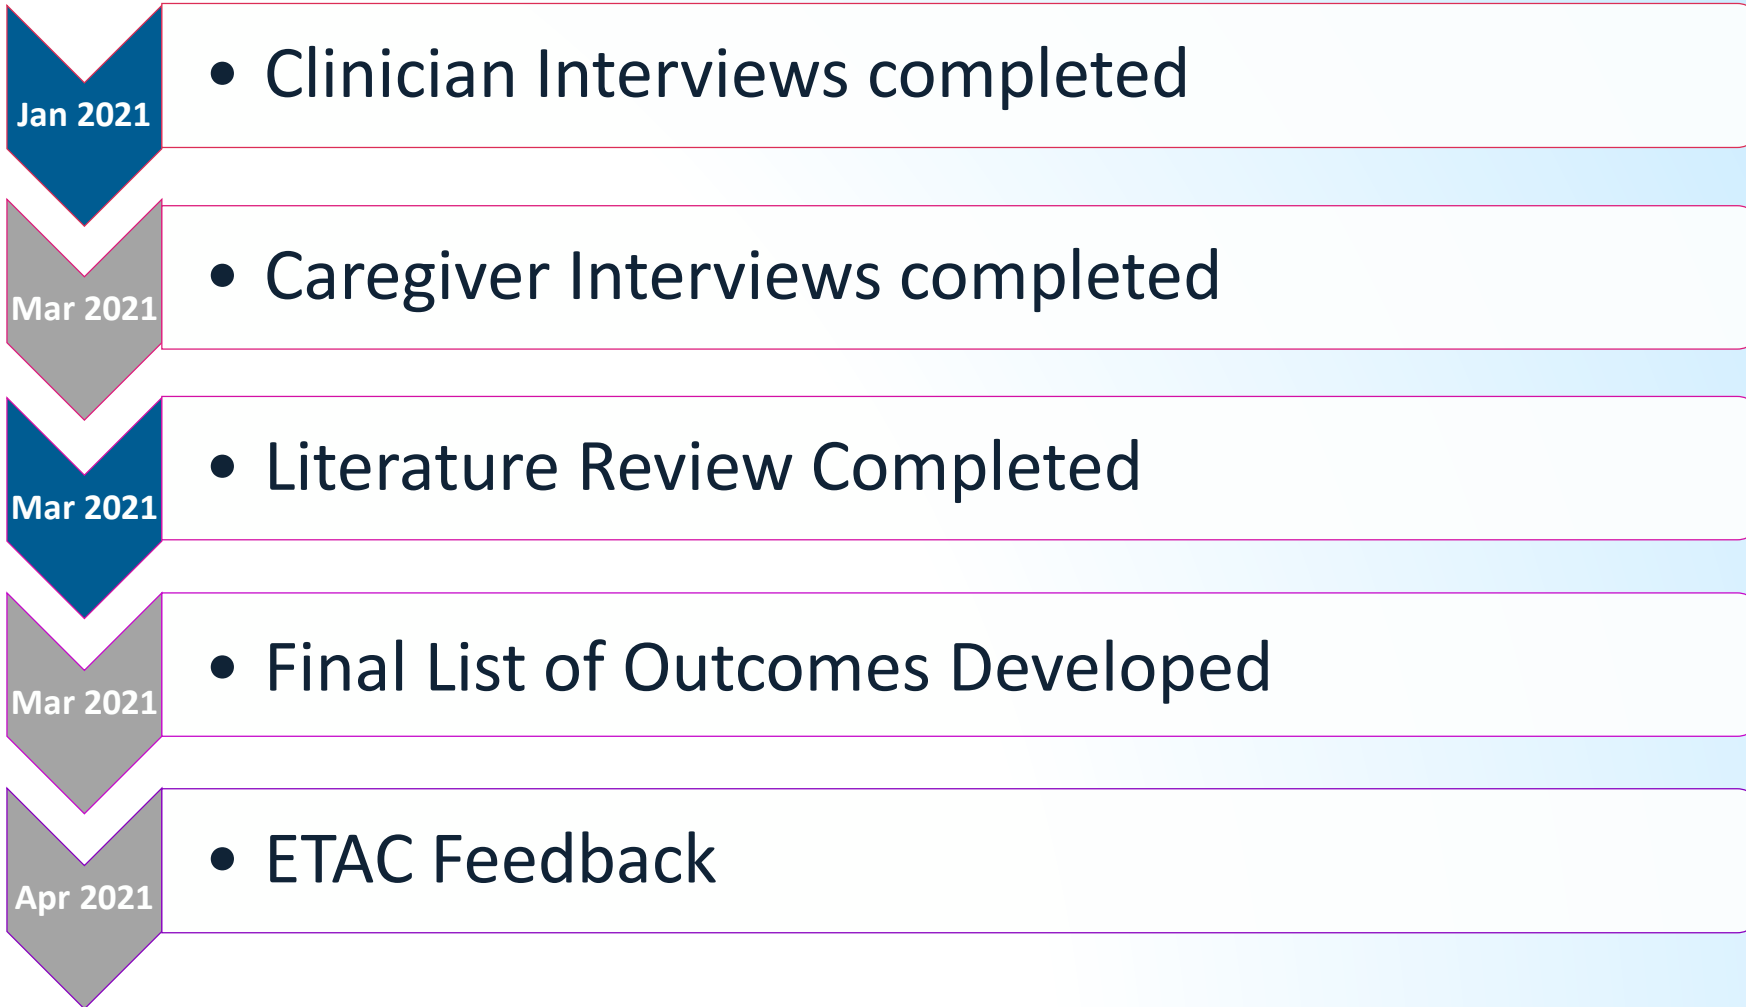 Jan 2021
• Clinician Interviews completed
Mar 2021
• Caregiver Interviews completed
Mar 2021
• Literature Review Completed
Mar 2021
• Final List of Outcomes Developed
Apr 2021
• ETAC Feedback